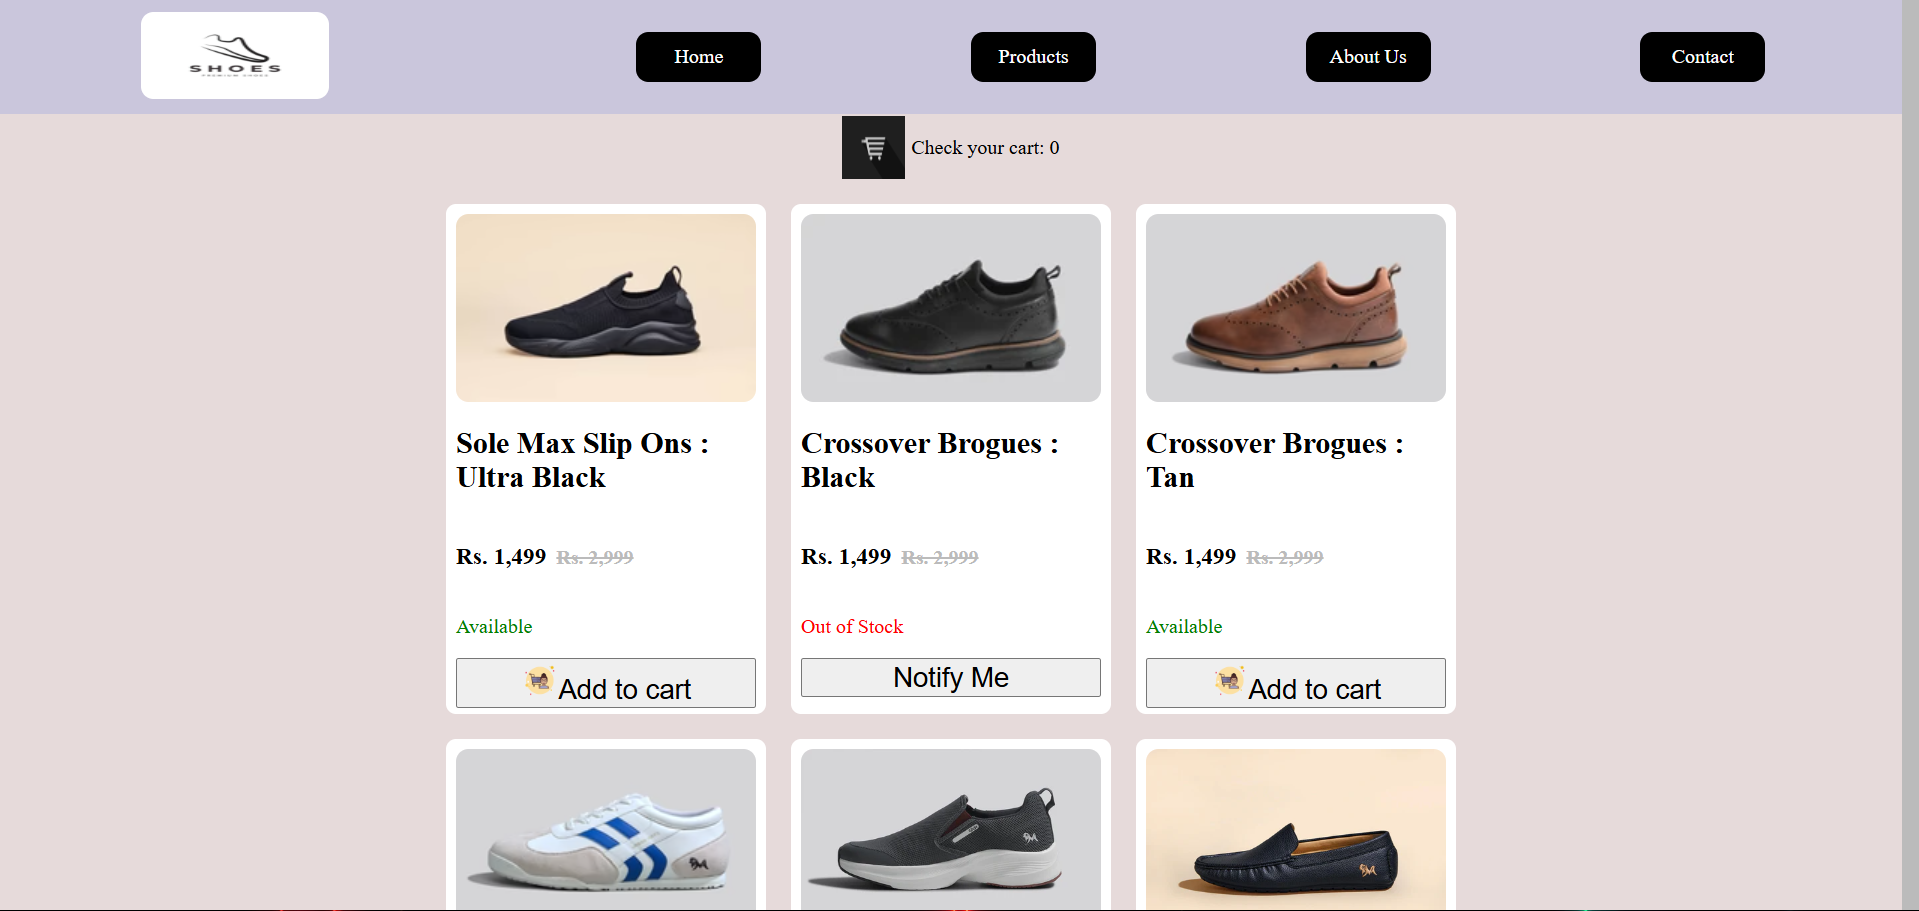 SHOES
Home
Products
About Us
Contact
Check your cart: 0
Sole Max Slip Ons :
Ultra Black
Rs. 1,499 Rs. 2,999
Available
Add to cart
Crossover Brogues :
Black
Rs. 1,499 Rs. 2,999
Out of Stock
Notify Me
Crossover Brogues :
Tan
Rs. 1,499 Rs. 2,999
Available
Add to cart